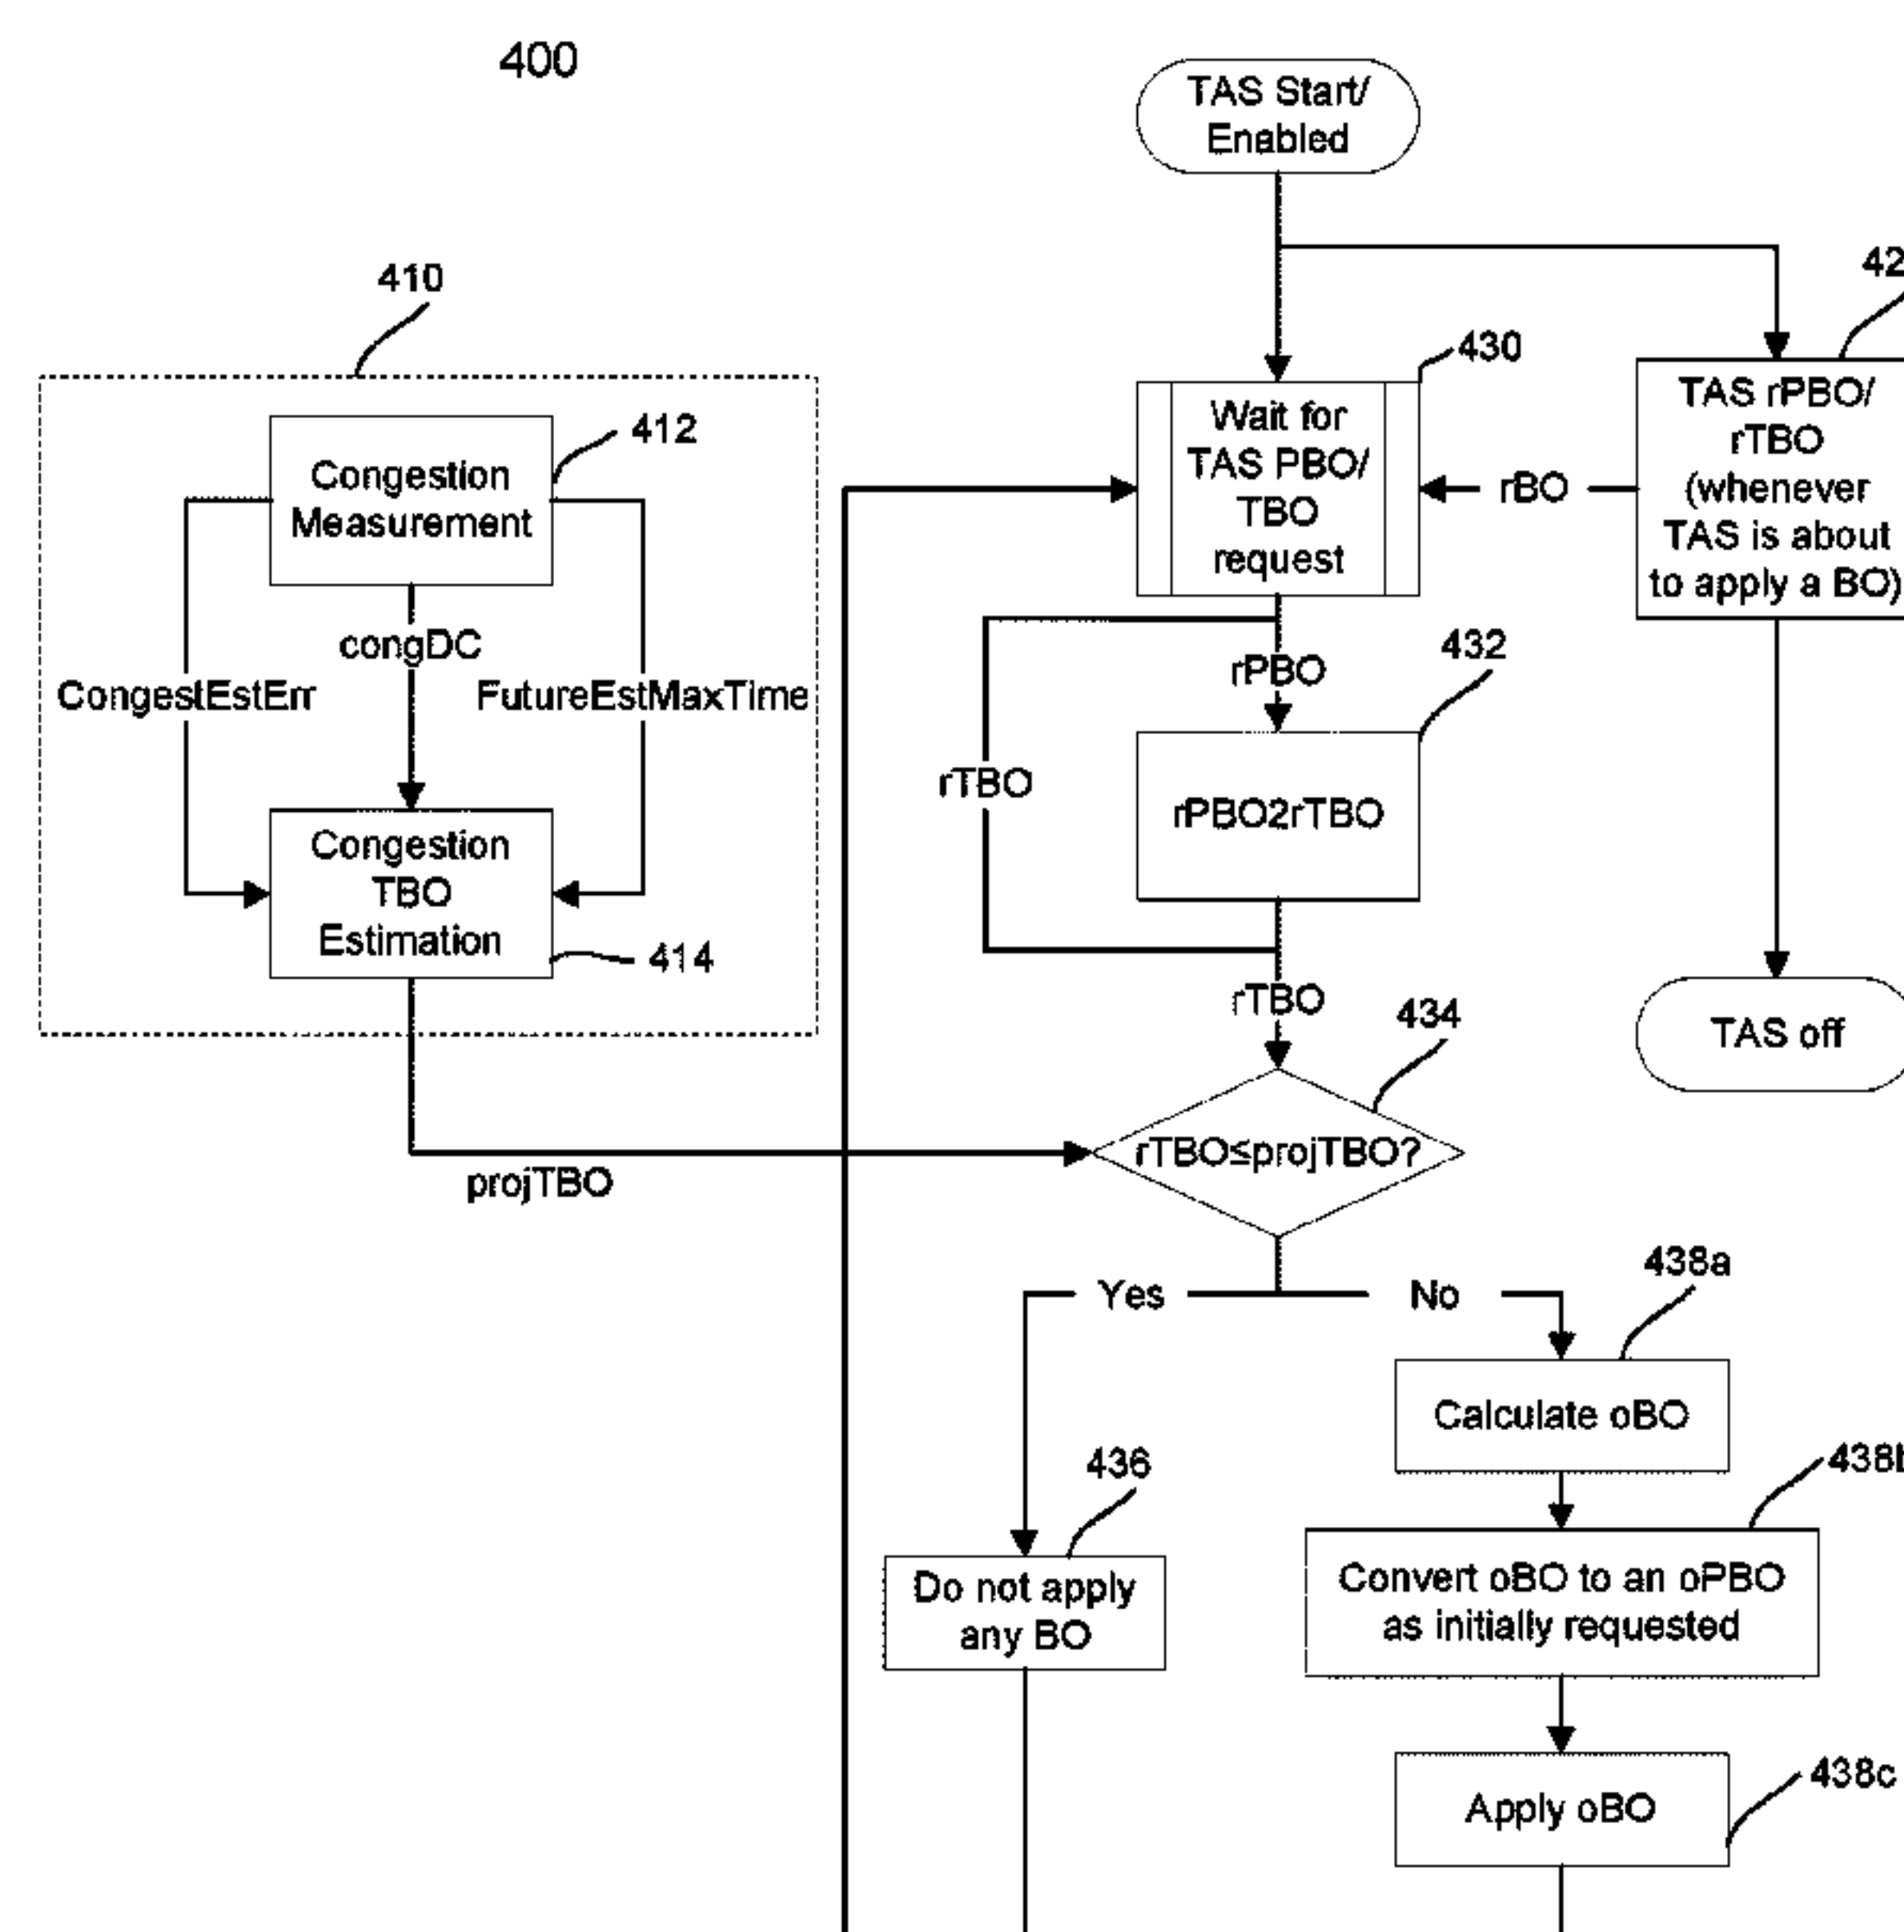 400
TAS Start/
Enabled
410
412
Congestion
Measurement
congDC
CongestEstErr
FutureEstMaxTime
Congestion
TBO
Estimation
414
projTBO
430
Wait for
TAS PBO/
TBO
request
rBO
42
TAS rPBO/
rTBO
(whenever
TAS is about
to apply a BO)
TAS off
rPBO
432
rTBO
rPBO2rTBO
rTBO
434
rTBO≤projTBO?
Yes
No
436
Do not apply
any BO
438a
Calculate oBO
438b
Convert oBO to an oPBO
as initially requested
Apply oBO
438c